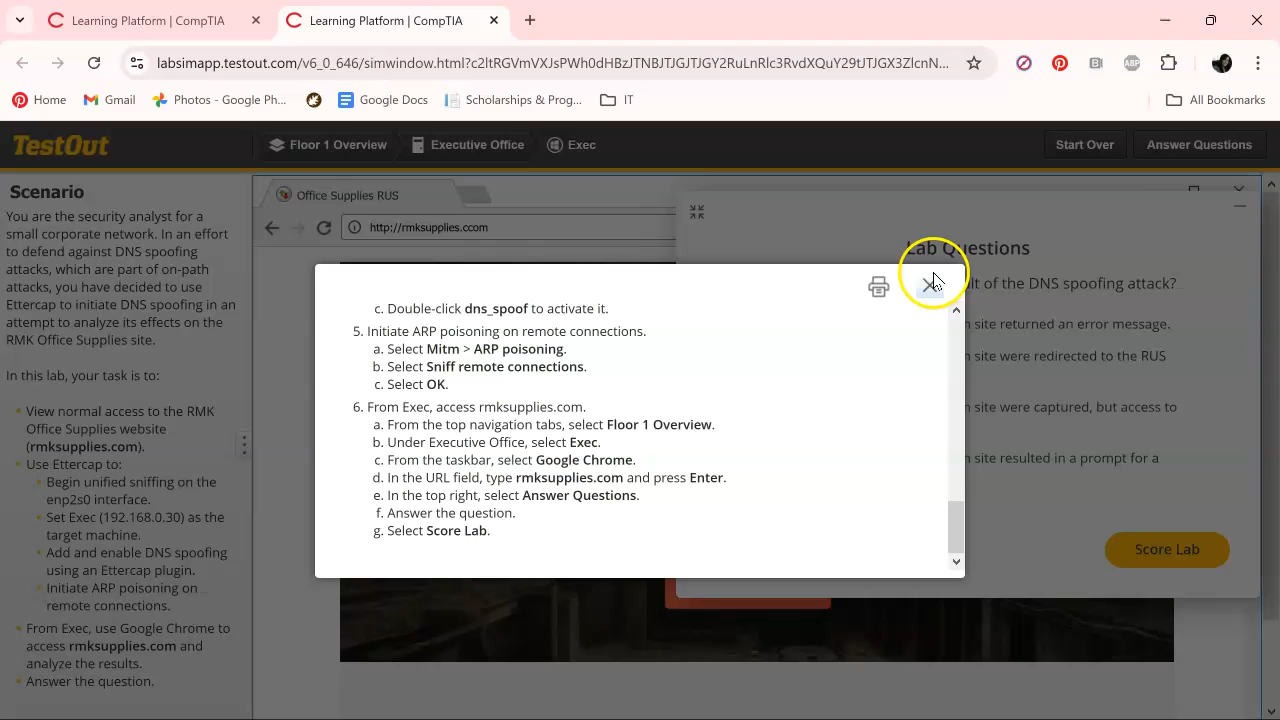 Learning Platform | CompTIA
Learning Platform | CompTIA
labsimapp.testout.com/v6_0_646/simwindow.html?c2ltRGVmVXJsPWh0dHBzJTNBJTJGJTJGY2RuLnRlc3RvdXQuY29tJTJGX3ZlcnN...
Home
Gmail
Photos - Google Ph...
Google Docs
Scholarships & Prog...
IT
All Bookmarks
TestOut
Floor 1 Overview
Executive Office
Exec
Start Over
Answer Questions
Scenario
You are the security analyst for a
small corporate network. In an effort
to defend against DNS spoofing
attacks, which are part of on-path
attacks, you have decided to use
Ettercap to initiate DNS spoofing in an
attempt to analyze its effects on the
RMK Office Supplies site.
In this lab, your task is to:
View normal access to the RMK
Office Supplies website
(rmksupplies.com).
Use Ettercap to:
Begin unified sniffing on the
enp2s0 interface.
Set Exec (192.168.0.30) as the
target machine.
Add and enable DNS spoofing
using an Ettercap plugin.
Initiate ARP poisoning on
remote connections.
From Exec, use Google Chrome to
access rmksupplies.com and
analyze the results.
Answer the question.
Office Supplies RUS
http://rmksupplies.ccom
Lab Questions
of the DNS spoofing attack?
site returned an error message.
site were redirected to the RUS
site were captured, but access to
site resulted in a prompt for a
Score Lab
c. Double-click dns_spoof to activate it.
5. Initiate ARP poisoning on remote connections.
a. Select Mitm > ARP poisoning.
b. Select Sniff remote connections.
c. Select OK.
6. From Exec, access rmksupplies.com.
a. From the top navigation tabs, select Floor 1 Overview.
b. Under Executive Office, select Exec.
c. From the taskbar, select Google Chrome.
d. In the URL field, type rmksupplies.com and press Enter.
e. In the top right, select Answer Questions.
f. Answer the question.
g. Select Score Lab.